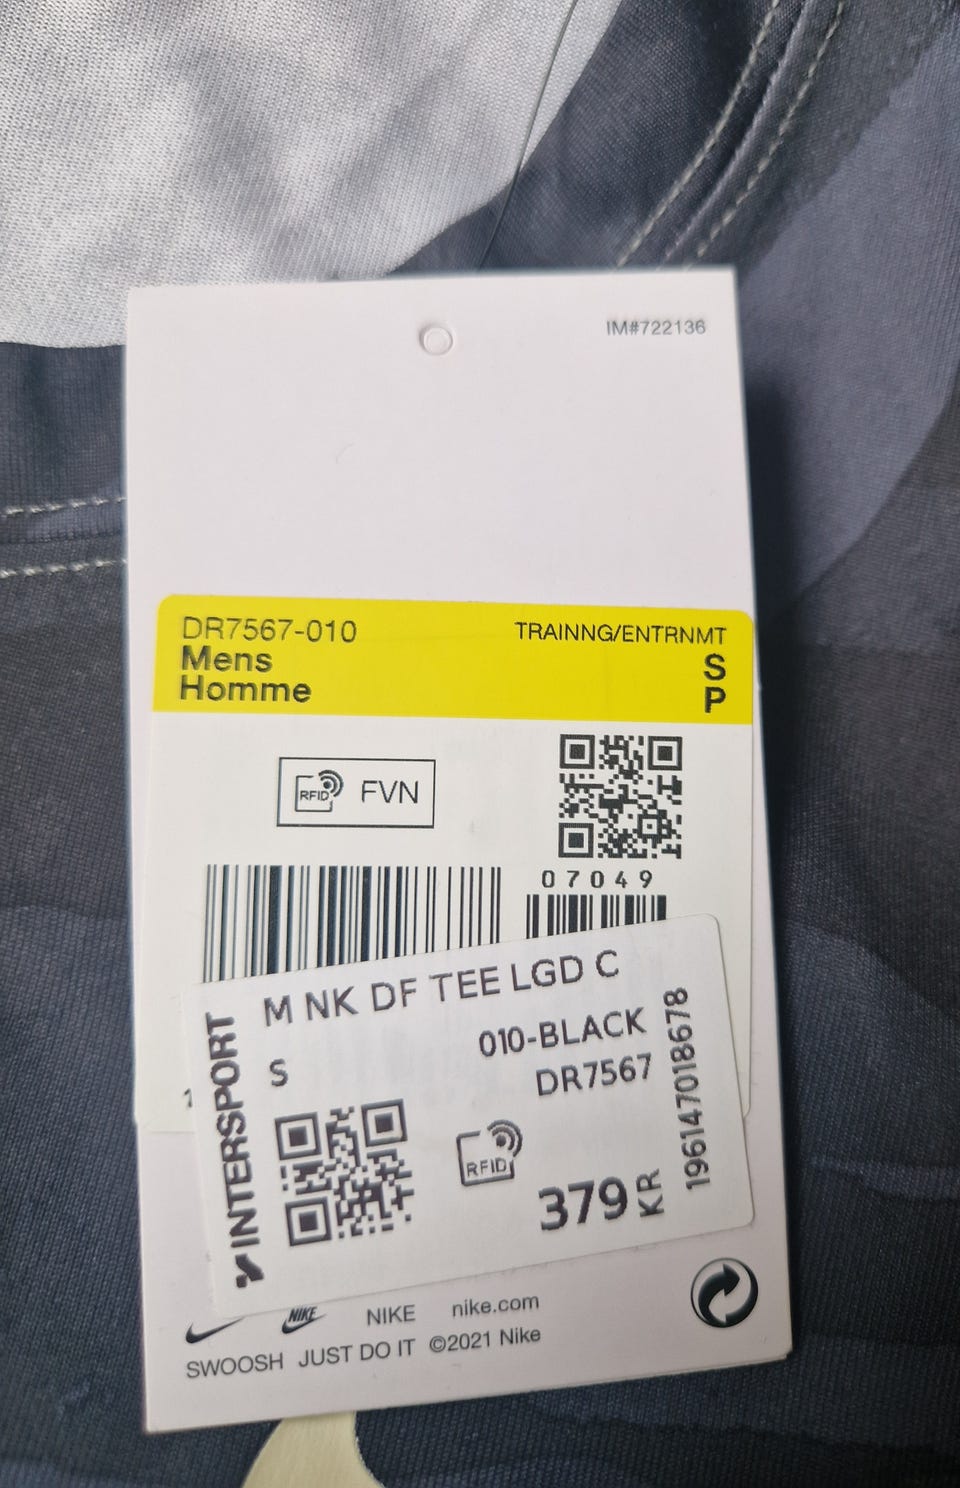 IM#722136
DR7567-010
TRAINNG/ENTRNMT
Mens
S
Homme
P
RFID
FVN
07049
M NK DF TEE LGD C
S
010-BLACK
DR7567
INTERSPORT
RFID
379 KR
196147018678
NIKE
NIKE
nike.com
SWOOSH JUST DO IT ©2021 Nike